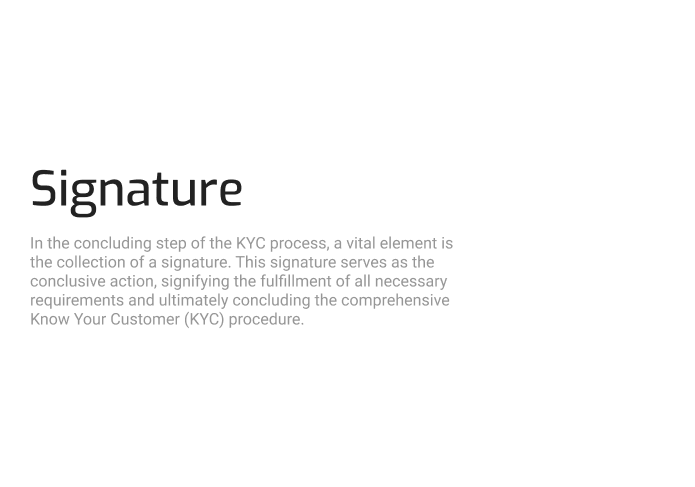 Signature
In the concluding step of the KYC process, a vital element is
the collection of a signature. This signature serves as the
conclusive action, signifying the fulfillment of all necessary
requirements and ultimately concluding the comprehensive
Know Your Customer (KYC) procedure.